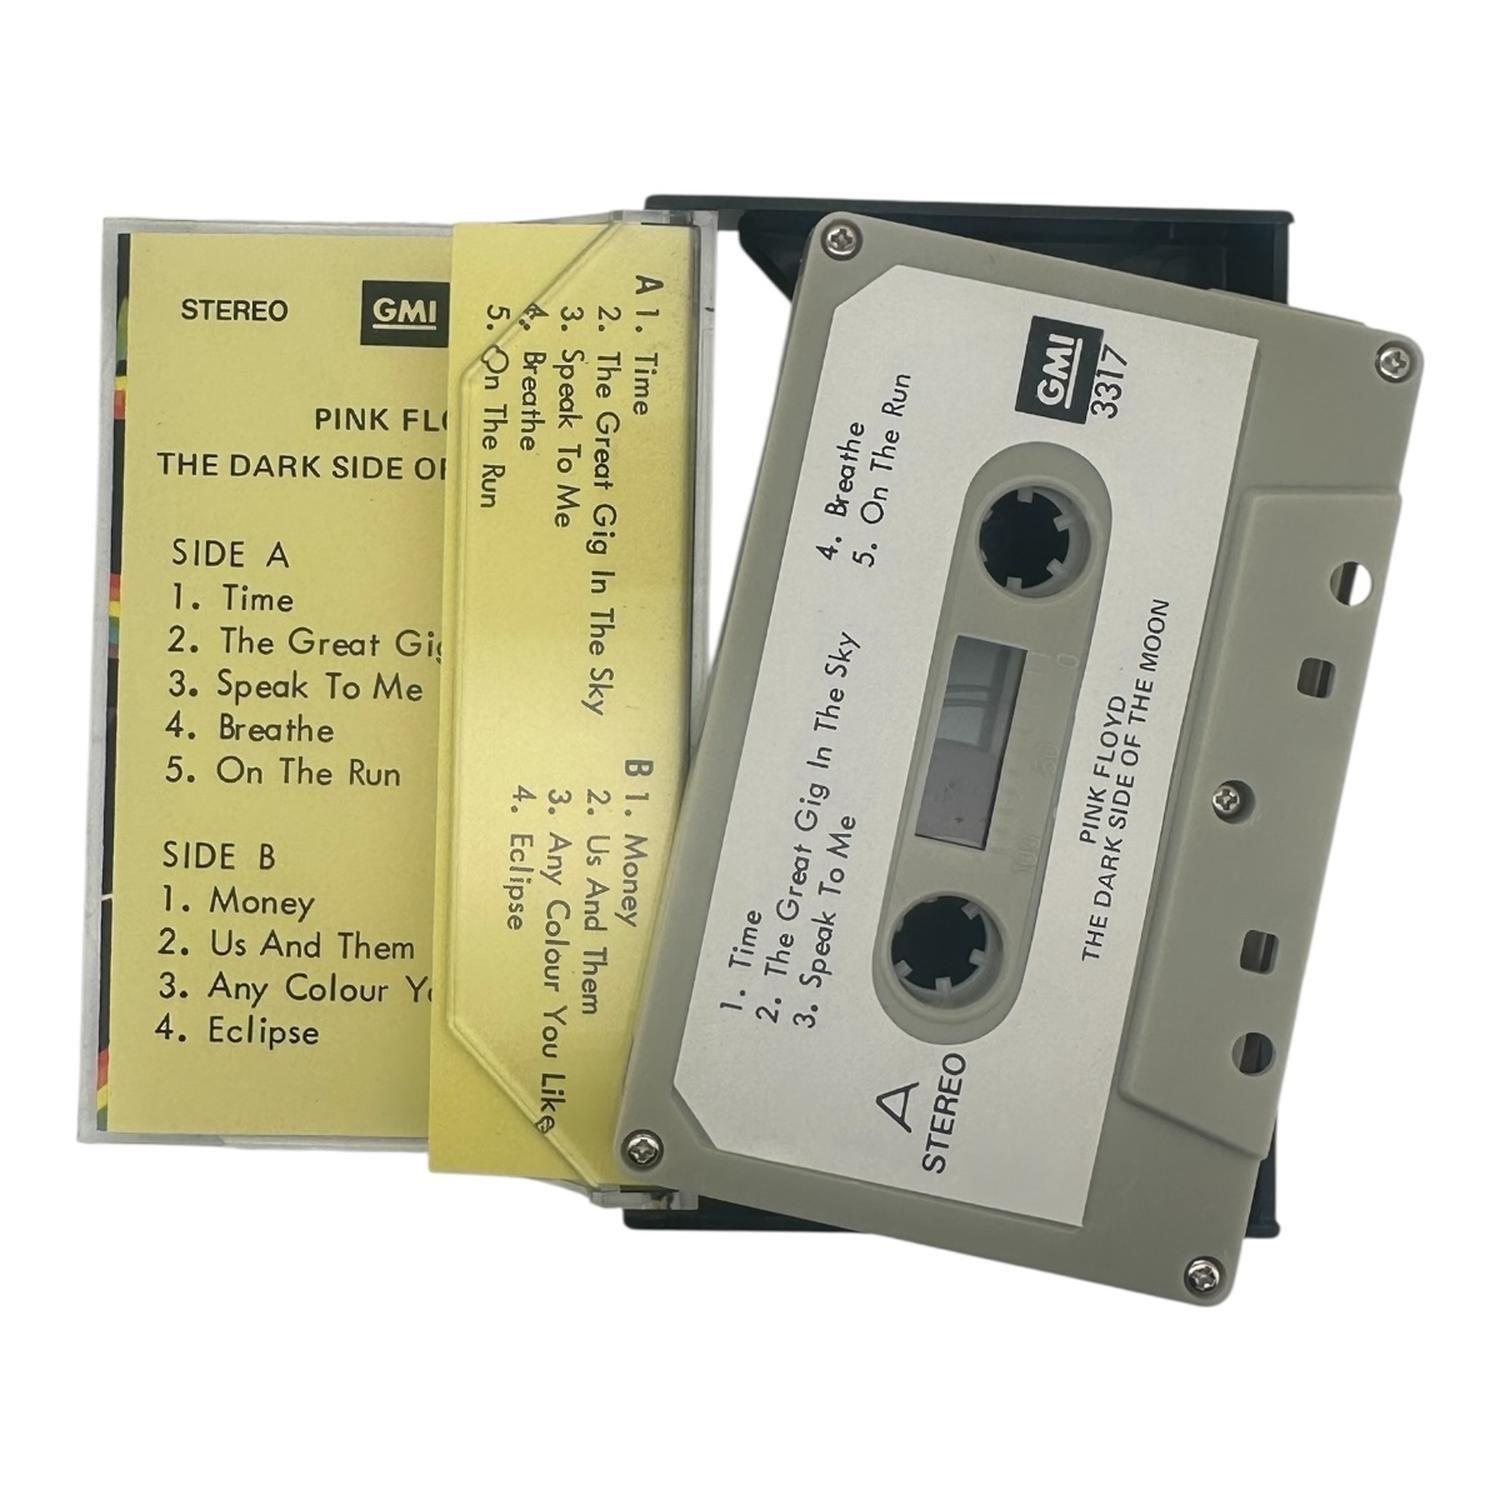 STEREO
GMI
PINK FLO
THE DARK SIDE OF
SIDE A
1. Time
2. The Great Gig
3. Speak To Me
4. Breathe
5. On The Run
SIDE B
1. Money
2. Us And Them
3. Any Colour Yo
4. Eclipse
A 1. Time
2. The Great Gig In The Sky
3. Speak To Me
4. Breathe
5. On The Run
B 1. Money
2. Us And Them
3. Any Colour You Like
4. Eclipse
1. Time
2. The Great Gig In The Sky
3. Speak To Me
4. Breathe
5. On The Run
A
STEREO
GMI
3317
PINK FLOYD
THE DARK SIDE OF THE MOON
0
50
100